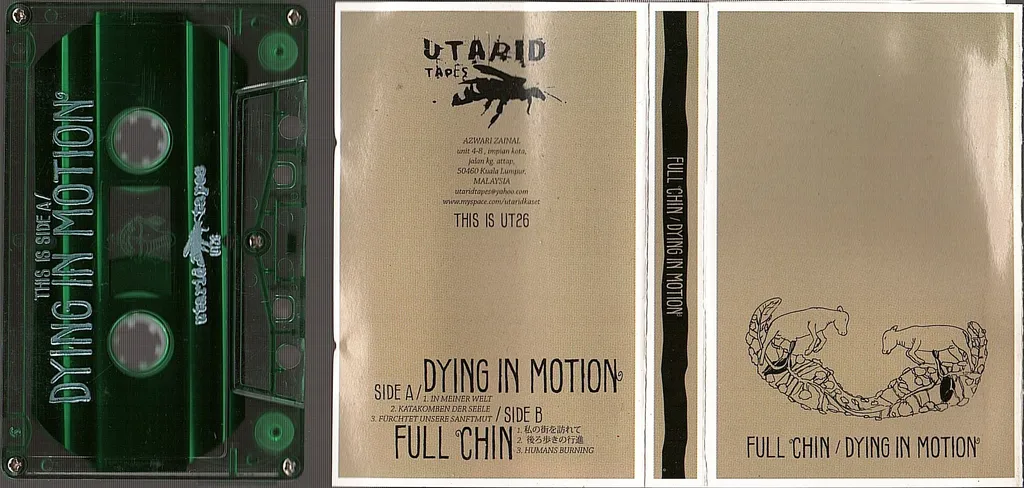 THIS IS SIDE A/
DYING IN MOTION
utarid tapes
UT26
UTARID
TAPES
AZWARI ZAINAL
unit 4-8 , impian kota,
jalan kg. attap,
50460 Kuala Lumpur.
MALAYSIA
utaridtapes@yahoo.com
www.myspace.com/utaridkaset
THIS IS UT26
SIDE A / DYING IN MOTION
1. IN MEINER WELT
2. KATAKOMBEN DER SEELE
3. FÜRCHTET UNSERE SANFTMUT
/ SIDE B
FULL CHIN
1. 私の街を訪れて
2. 後ろ歩きの行進
3. HUMANS BURNING
FULL CHIN / DYING IN MOTION
FULL CHIN / DYING IN MOTION